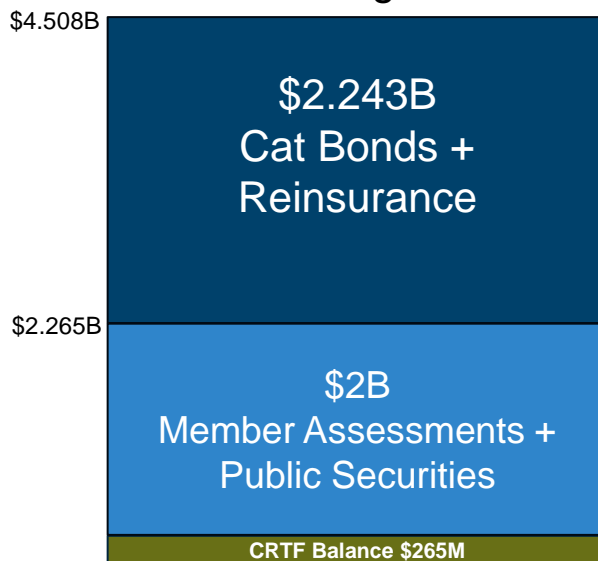 $4.508B
$2.243B
Cat Bonds +
Reinsurance
$2.265B
$2B
Member Assessments +
Public Securities
CRTF Balance $265M